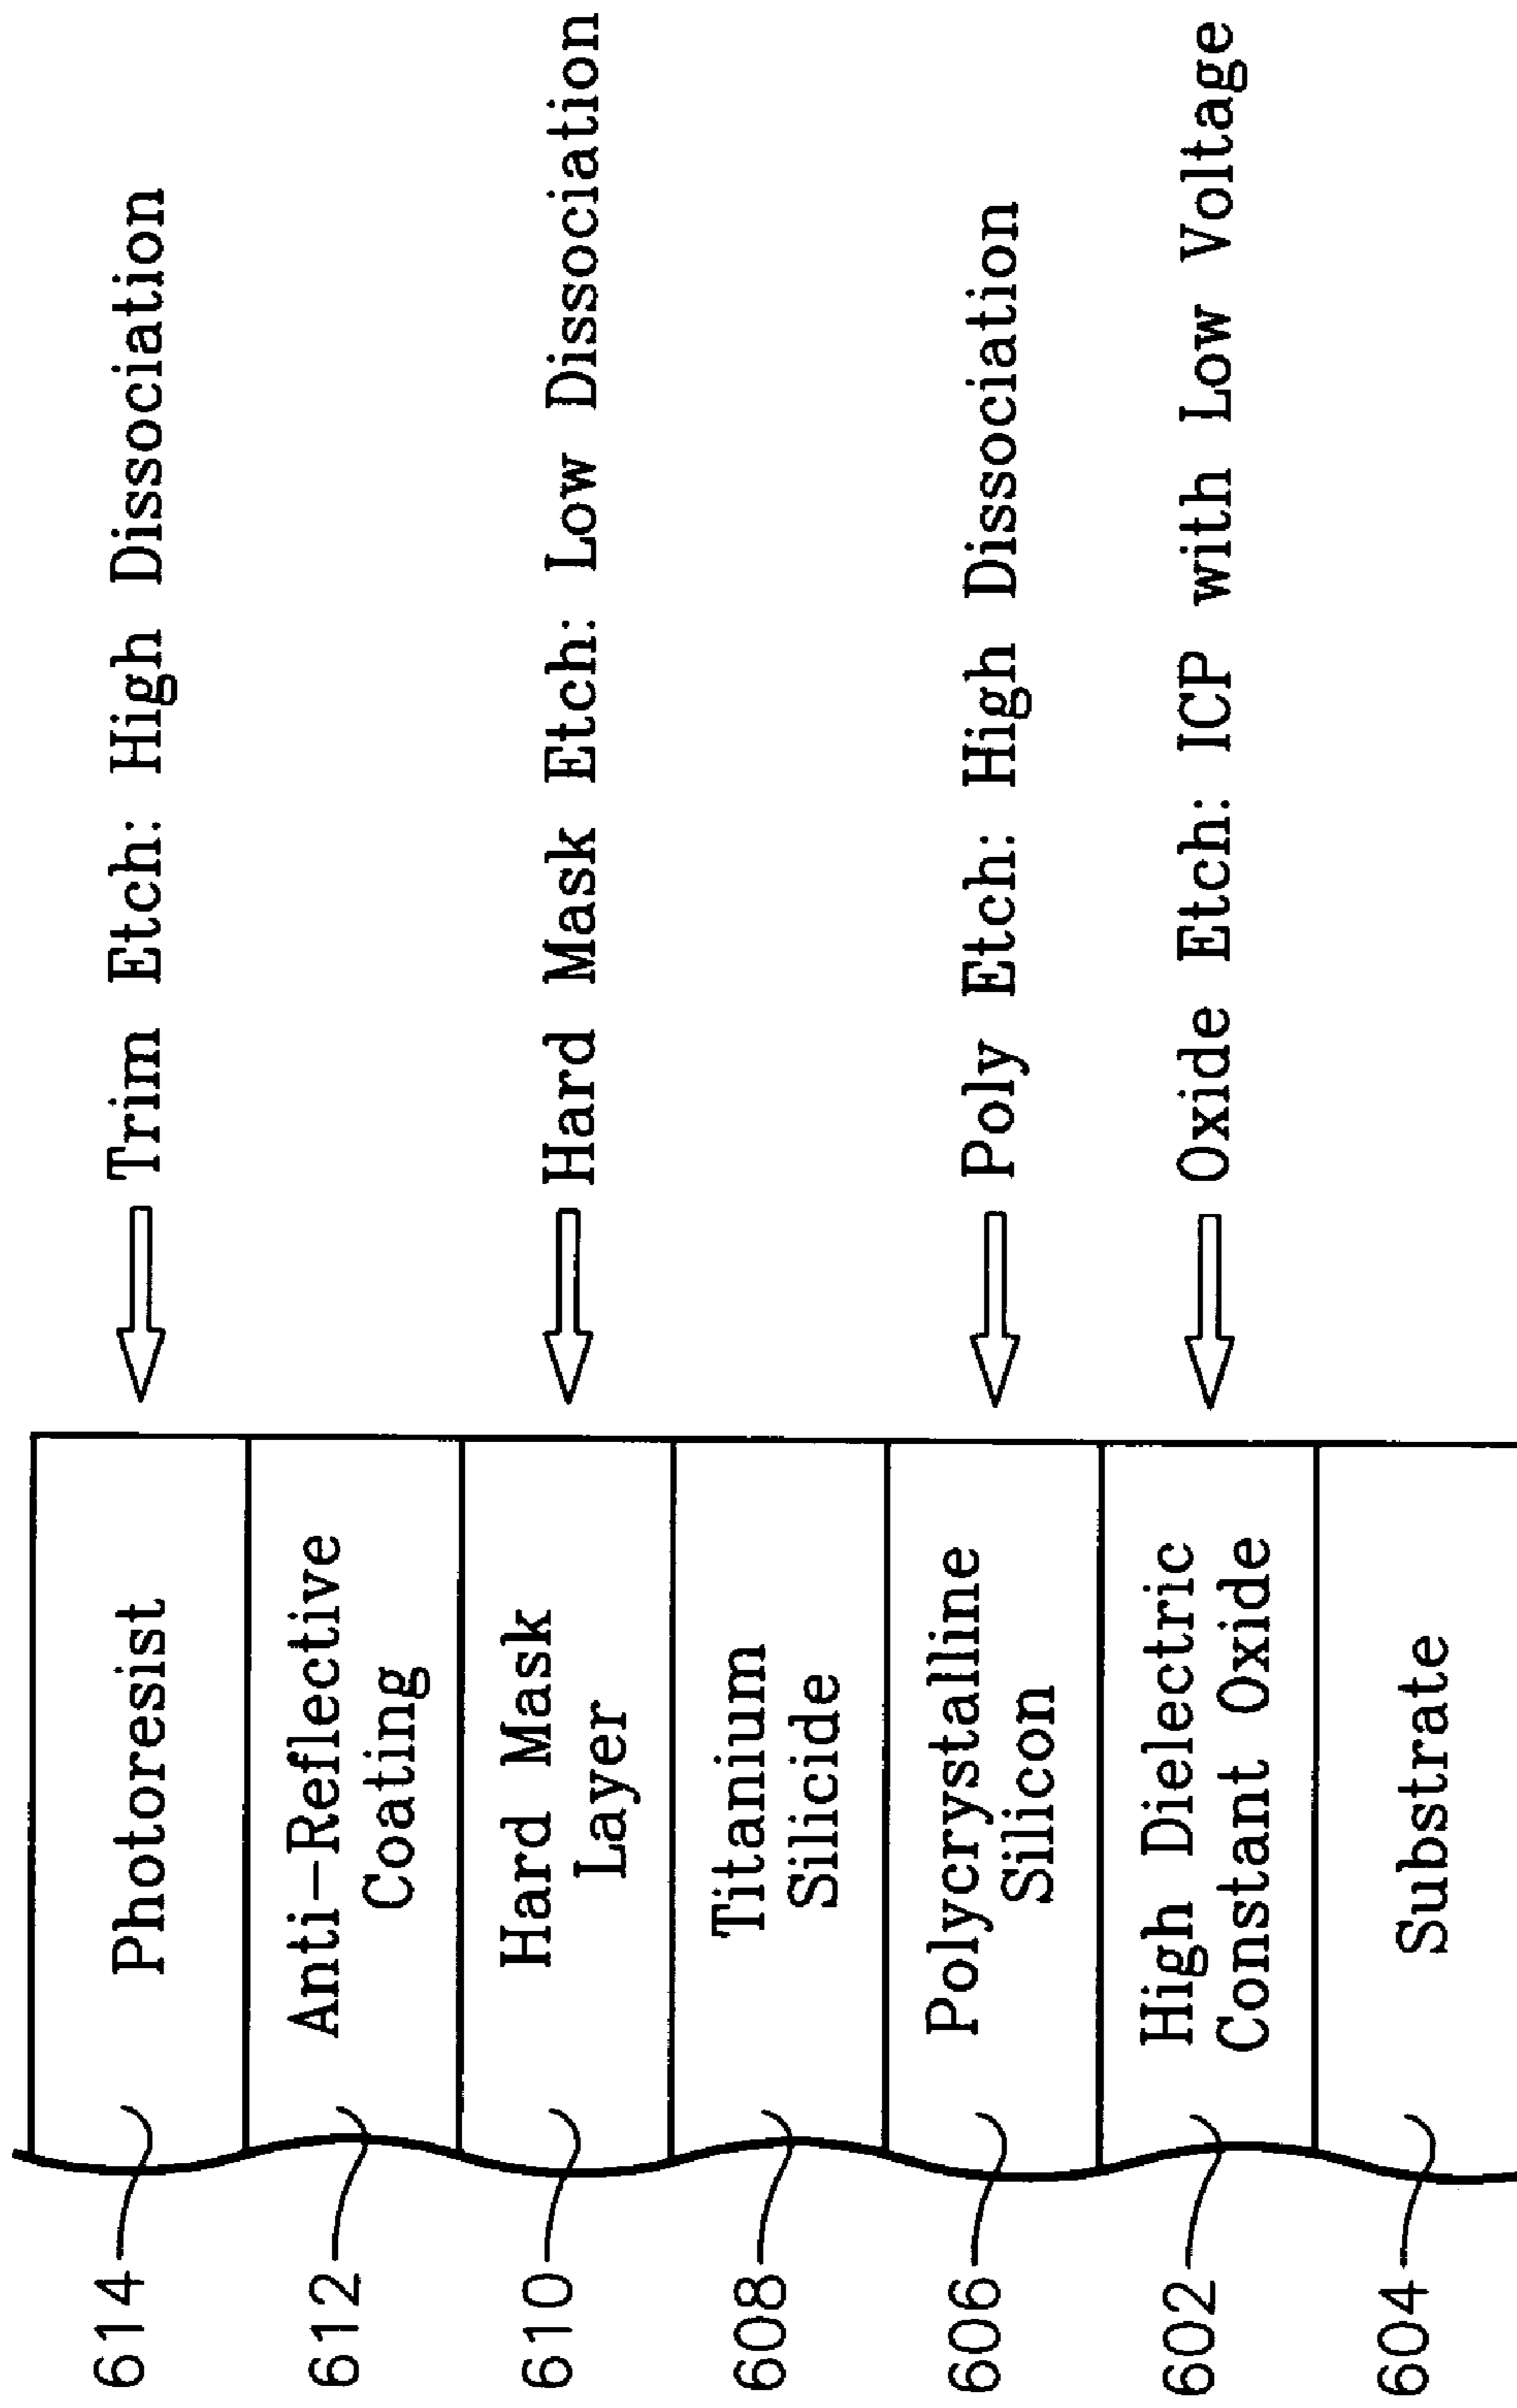 614
Photoresist
Trim Etch: High Dissociation
612
Anti-Reflective
Coating
610
Hard Mask
Layer
Hard Mask Etch: Low Dissociation
608
Titanium
Silicide
606
Polycrystalline
Silicon
Poly Etch: High Dissociation
602
High Dielectric
Constant Oxide
Oxide Etch: ICP with Low Voltage
604
Substrate